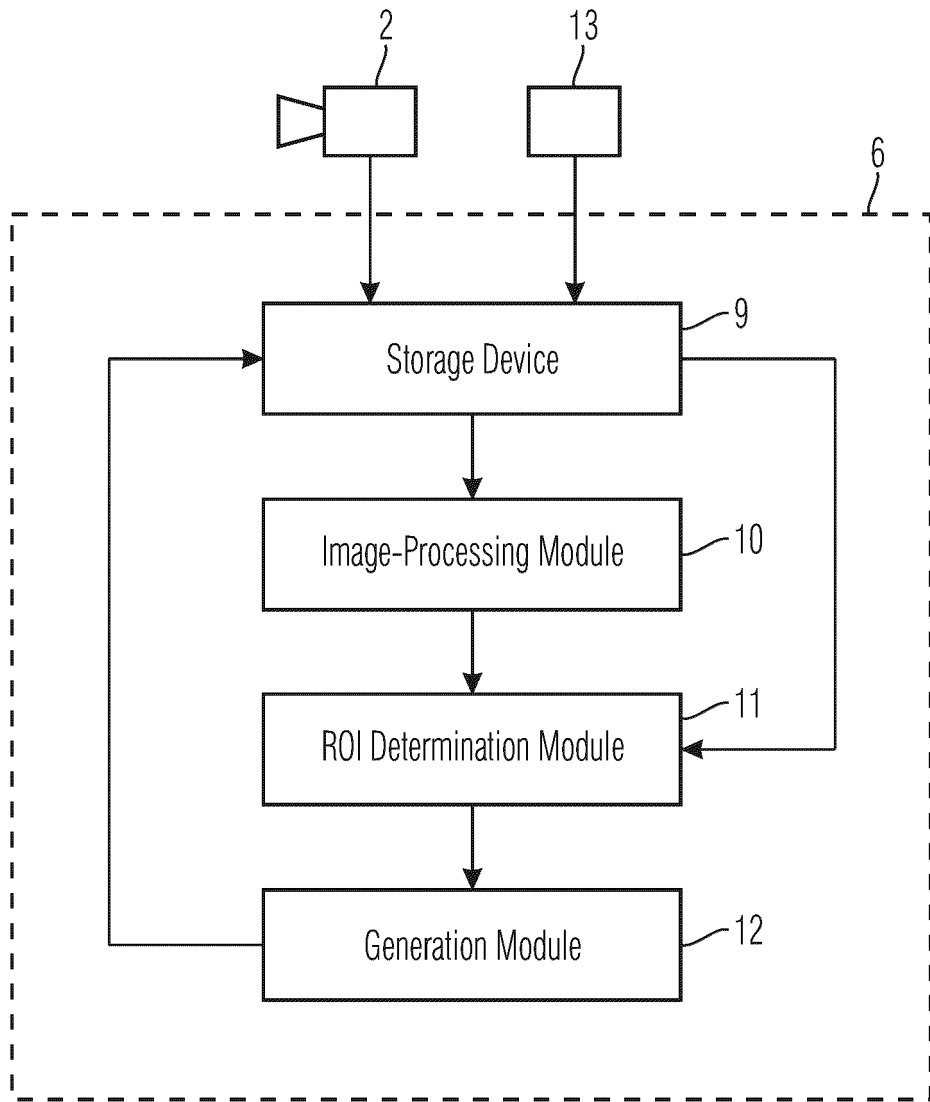 2
13
6
9
Storage Device
10
Image-Processing Module
11
ROI Determination Module
12
Generation Module